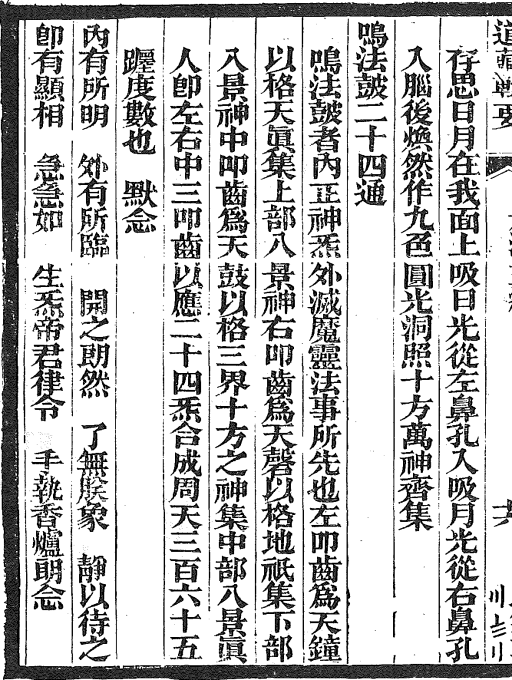 道藏輯要
存思日月在我面上吸日光從左鼻孔入吸月光從右鼻孔
入腦後煥然作九色圓光洞照十方萬神齊集
鳴法鼓二十四通
鳴法鼓者內正神炁外滅魔靈法事所先也左叩齒爲天鐘
以格天眞集上部八景神右叩齒爲天磬以格地祇集下部
八景神中叩齒爲天鼓以格三界十方之神集中部八景眞
人卽左右中三叩齒以應二十四炁合成周天三百六十五
躔度數也 默念
內有所明 外有所臨 開之朗然 了無朕象 靜以待之
卽有顯相 急急如 生炁帝君律令 手執香爐朗念